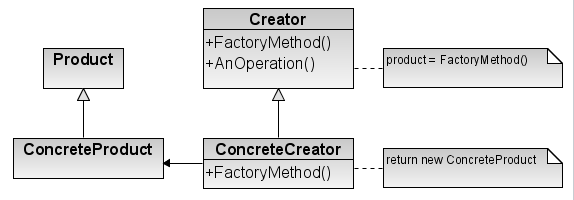 Creator
+FactoryMethod()
+AnOperation()
product = FactoryMethod()
Product
ConcreteProduct
ConcreteCreator
+FactoryMethod()
return new ConcreteProduct